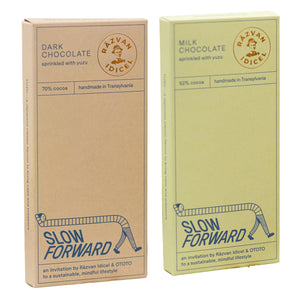 DARK
CHOCOLATE
sprinkled with yuzu
RĂZVAN
IDICEL
70% cocoa
handmade in Transylvania
SLOW
FORWARD
an invitation by Răzvan Idicel & OTOTO
to a sustainable, mindful lifestyle
MILK
CHOCOLATE
sprinkled with yuzu
RĂZVAN
IDICEL
52% cocoa
handmade in Transylvania
SLOW
FORWARD
an invitation by Răzvan Idicel & OTOTO
to a sustainable, mindful lifestyle